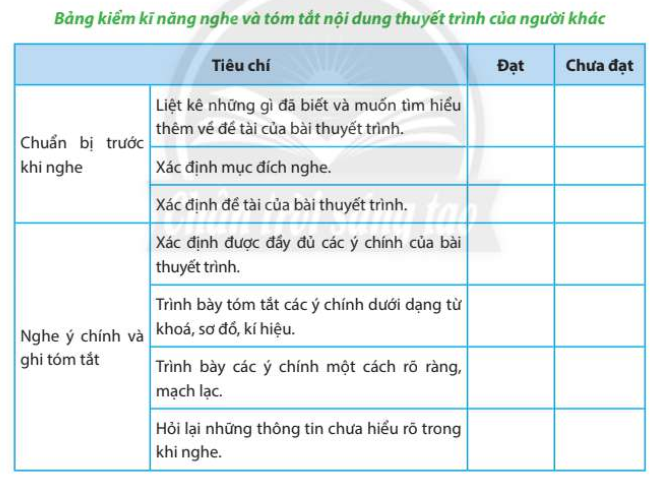 Bảng kiểm kĩ năng nghe và tóm tắt nội dung thuyết trình của người khác
Tiêu chí
Đạt
Chưa đạt
Chuẩn bị trước
khi nghe
Liệt kê những gì đã biết và muốn tìm hiểu
thêm về đề tài của bài thuyết trình.
Xác định mục đích nghe.
Xác định đề tài của bài thuyết trình.
Nghe ý chính và
ghi tóm tắt
Xác định được đầy đủ các ý chính của bài
thuyết trình.
Trình bày tóm tắt các ý chính dưới dạng từ
khoá, sơ đồ, kí hiệu.
Trình bày các ý chính một cách rõ ràng,
mạch lạc.
Hỏi lại những thông tin chưa hiểu rõ trong
khi nghe.
Chân trời sáng tạo